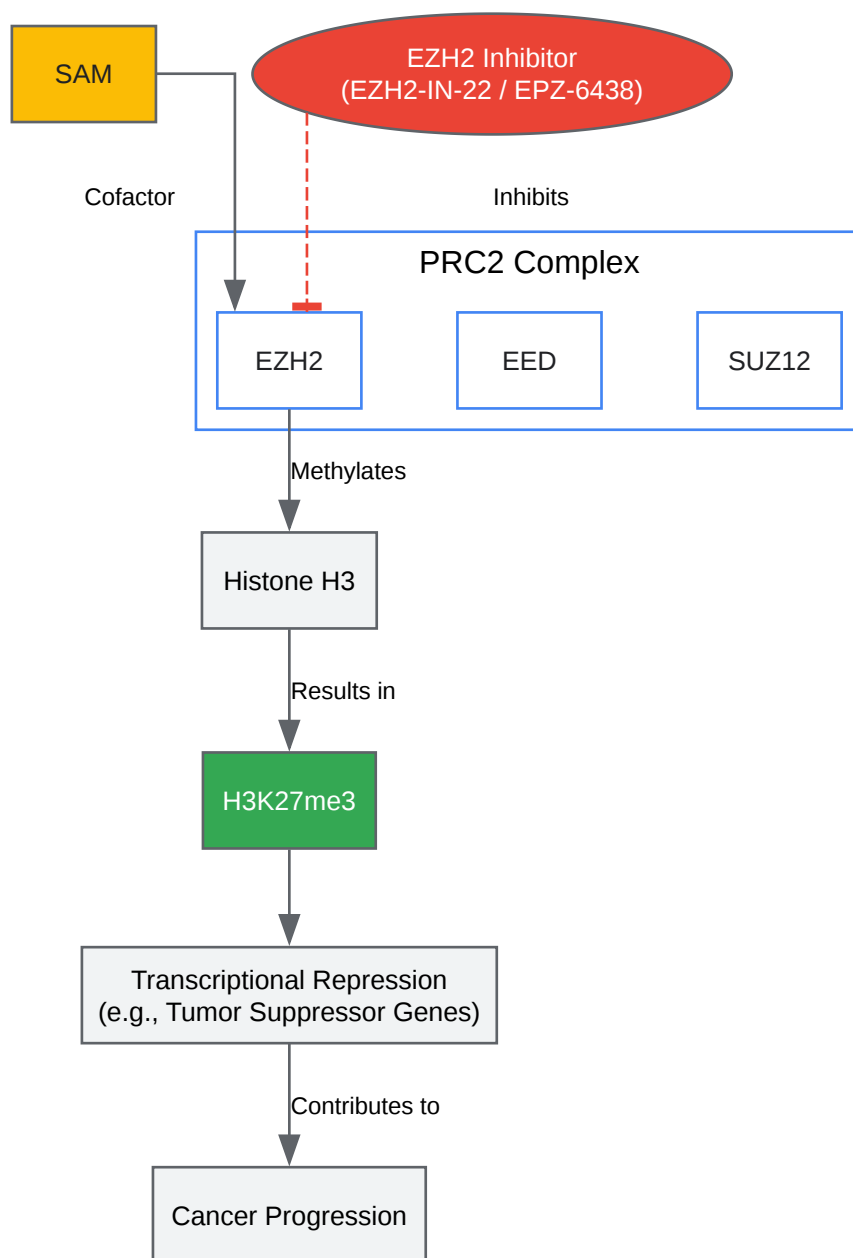 SAM
EZH2 Inhibitor
(EZH2-IN-22 / EPZ-6438)
Cofactor
Inhibits
PRC2 Complex
EZH2
EED
SUZ12
Methylates
Histone H3
Results in
H3K27me3
Transcriptional Repression
(e.g., Tumor Suppressor Genes)
Contributes to
Cancer Progression